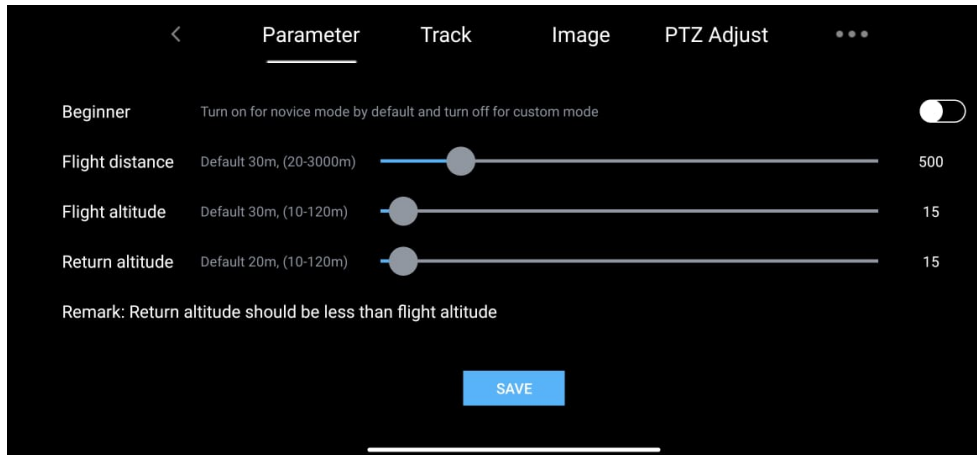 Parameter Track Image PTZ Adjust
Beginner Turn on for novice mode by default and turn off for custom mode
Flight distance Default 30m, (20-3000m) 500
Flight altitude Default 30m, (10-120m) 15
Return altitude Default 20m, (10-120m) 15
Remark: Return altitude should be less than flight altitude
SAVE